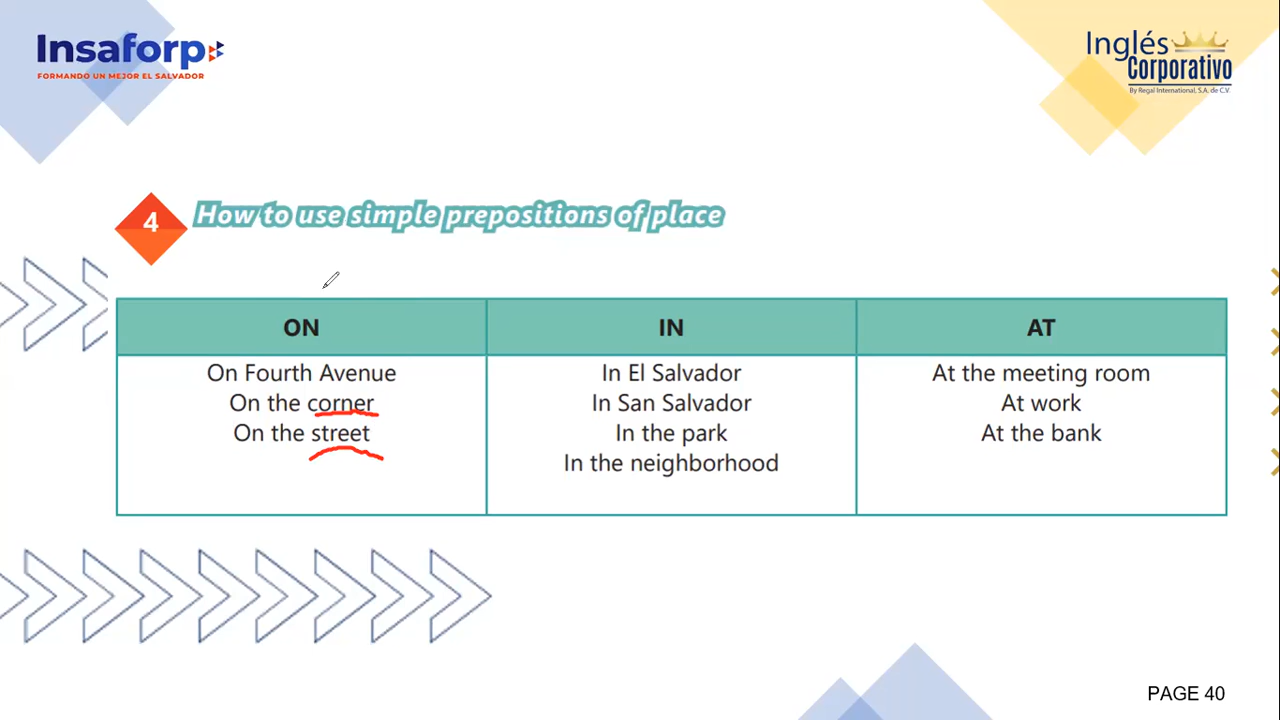 Insaforp
FORMANDO UN MEJOR EL SALVADOR
Inglés
Corporativo
By Regal International, S.A. de C.V.
4
How to use simple prepositions of place
ON
On Fourth Avenue
On the corner
On the street
IN
In El Salvador
In San Salvador
In the park
In the neighborhood
AT
At the meeting room
At work
At the bank
PAGE 40